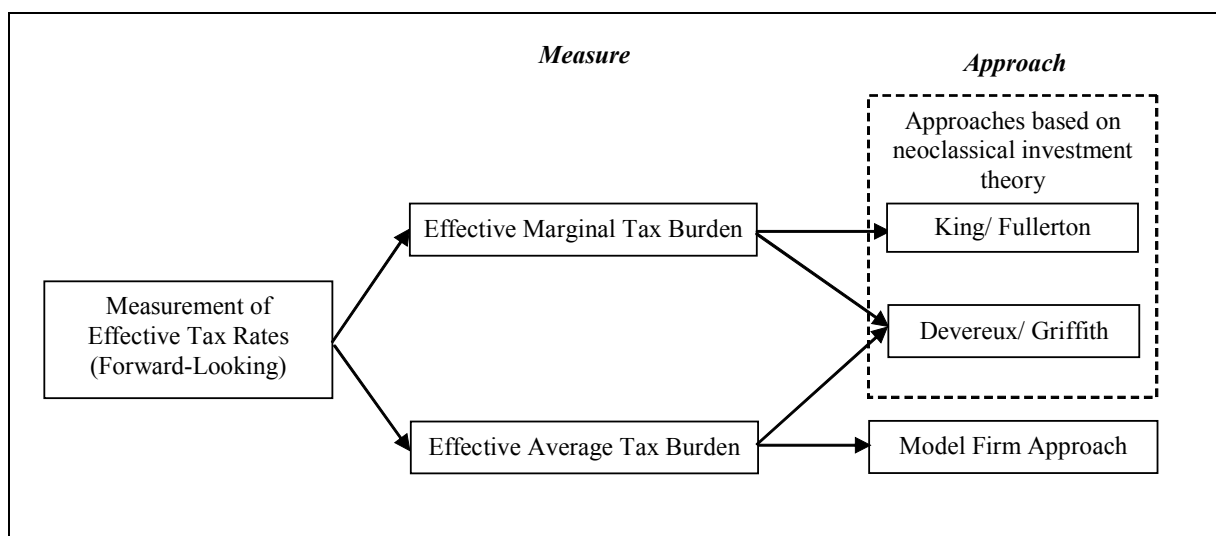 Measure
Approach
Approaches based on
neoclassical investment
theory
Effective Marginal Tax Burden
King/ Fullerton
Measurement of
Effective Tax Rates
(Forward-Looking)
Devereux/ Griffith
Effective Average Tax Burden
Model Firm Approach